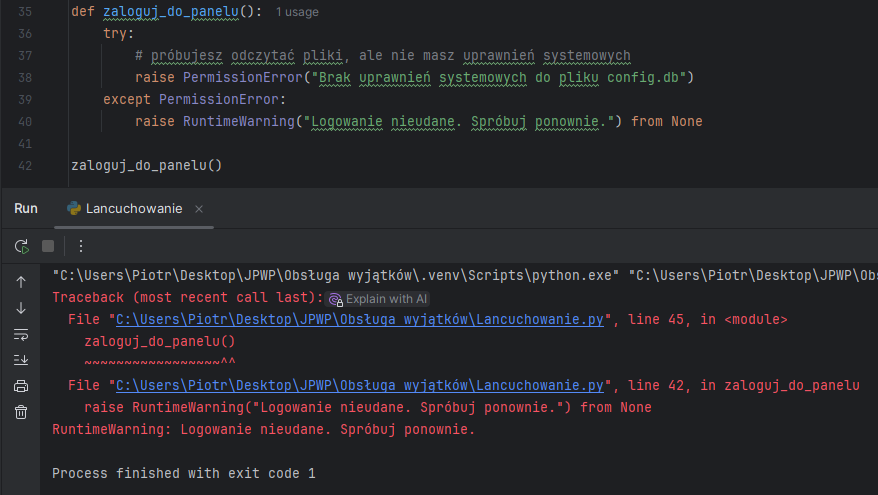 35 def zaloguj_do_panelu(): 1 usage
36 try:
37 # próbujesz odczytać pliki, ale nie masz uprawnień systemowych
38 raise PermissionError("Brak uprawnień systemowych do pliku config.db")
39 except PermissionError:
40 raise RuntimeWarning("Logowanie nieudane. Spróbuj ponownie.") from None
41
42 zaloguj_do_panelu()
Run Lancuchowanie ×
"C:\Users\Piotr\Desktop\JPWP\Obsługa wyjątków\.venv\Scripts\python.exe" "C:\Users\Piotr\Desktop\JPWP\Obs
Traceback (most recent call last): Explain with AI
File "C:\Users\Piotr\Desktop\JPWP\Obsługa wyjątków\Lancuchowanie.py", line 45, in <module>
zaloguj_do_panelu()
~~~~~~~~~~~~~~~~~^^
File "C:\Users\Piotr\Desktop\JPWP\Obsługa wyjątków\Lancuchowanie.py", line 42, in zaloguj_do_panelu
raise RuntimeWarning("Logowanie nieudane. Spróbuj ponownie.") from None
RuntimeWarning: Logowanie nieudane. Spróbuj ponownie.
Process finished with exit code 1